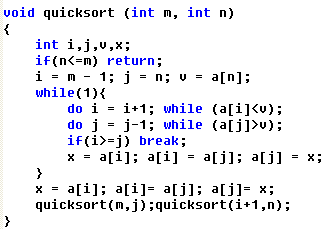 void quicksort (int m, int n)
{
int i,j,v,x;
if(n<=m) return;
i = m - 1; j = n; v = a[n];
while(1){
do i = i+1; while (a[i]<v);
do j = j-1; while (a[j]>v);
if(i>=j) break;
x = a[i]; a[i] = a[j]; a[j] = x;
}
x = a[i]; a[i]= a[j]; a[j]= x;
quicksort(m,j);quicksort(i+1,n);
}